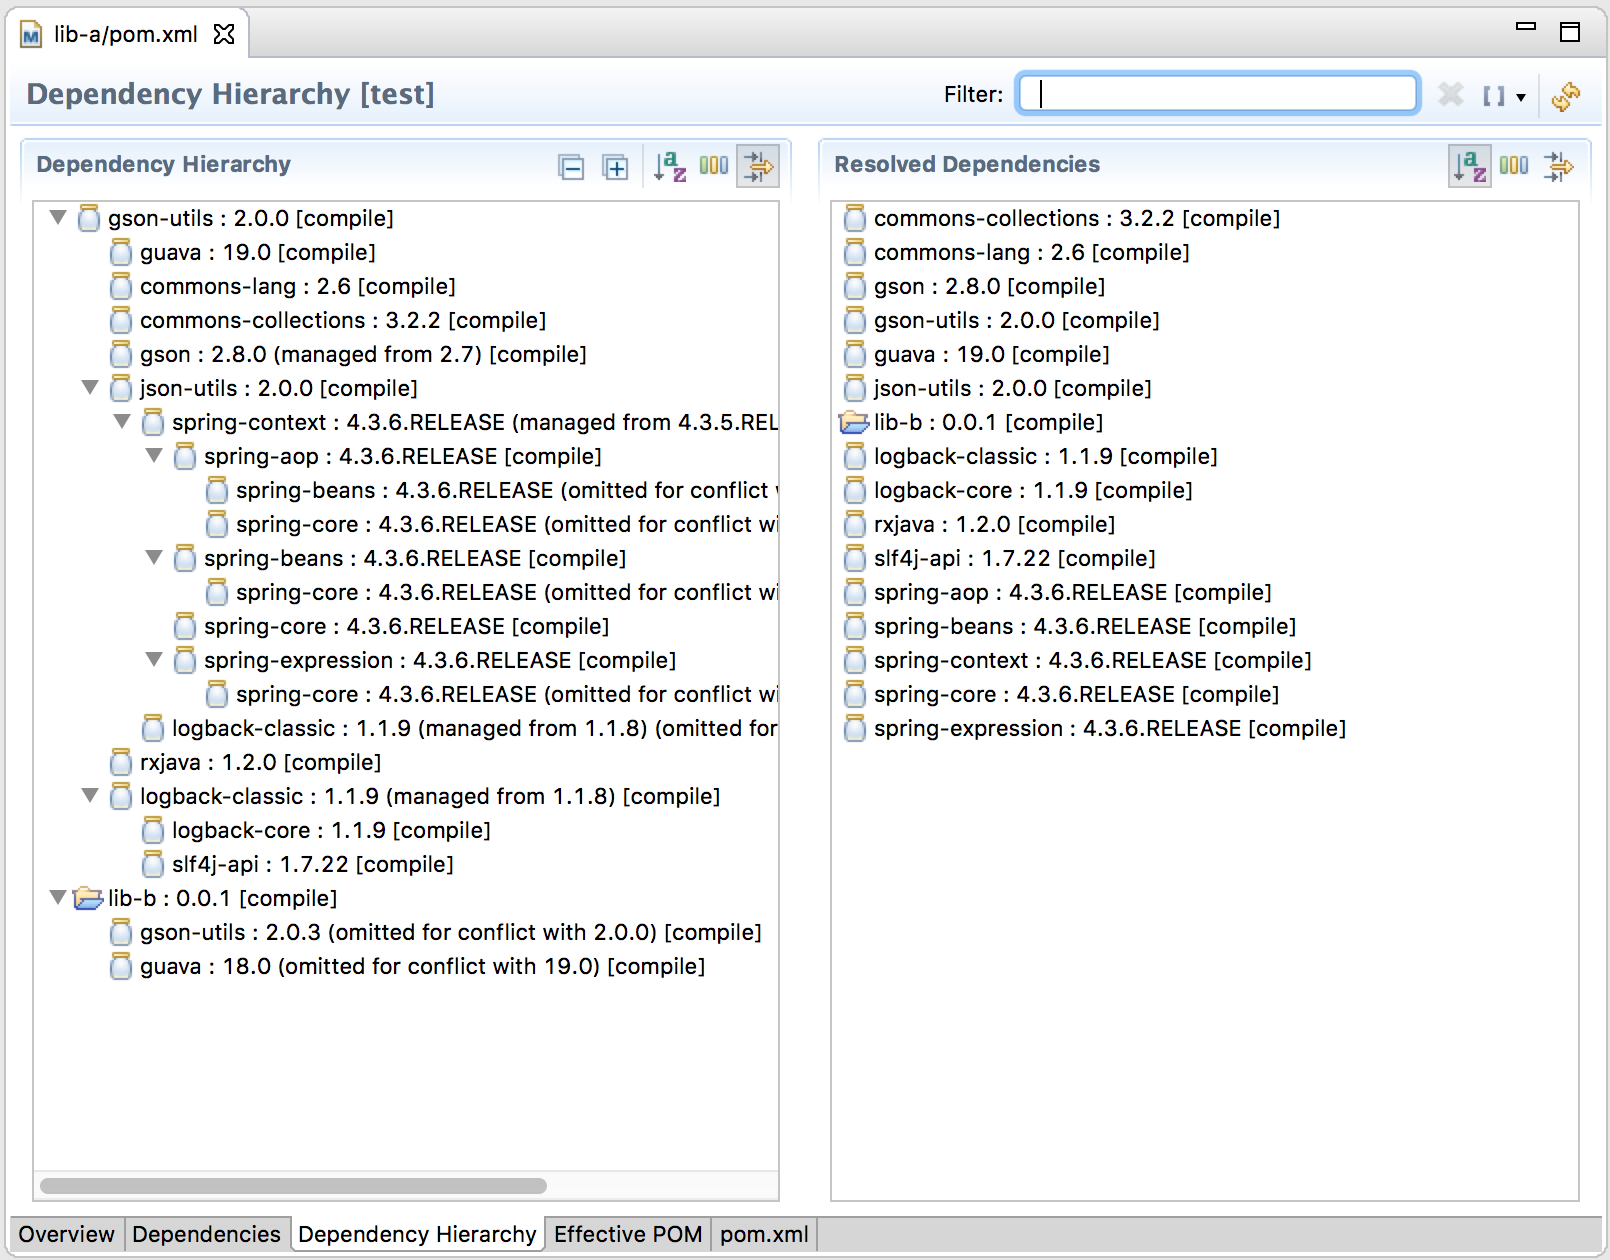 lib-a/pom.xml
Dependency Hierarchy [test]
Filter:
Dependency Hierarchy
gson-utils : 2.0.0 [compile]
guava : 19.0 [compile]
commons-lang : 2.6 [compile]
commons-collections : 3.2.2 [compile]
gson : 2.8.0 (managed from 2.7) [compile]
json-utils : 2.0.0 [compile]
spring-context : 4.3.6.RELEASE (managed from 4.3.5.REL
spring-aop : 4.3.6.RELEASE [compile]
spring-beans : 4.3.6.RELEASE (omitted for conflict
spring-core : 4.3.6.RELEASE (omitted for conflict wi
spring-beans : 4.3.6.RELEASE [compile]
spring-core : 4.3.6.RELEASE (omitted for conflict wi
spring-core : 4.3.6.RELEASE [compile]
spring-expression : 4.3.6.RELEASE [compile]
spring-core : 4.3.6.RELEASE (omitted for conflict wi
logback-classic : 1.1.9 (managed from 1.1.8) (omitted for
rxjava : 1.2.0 [compile]
logback-classic : 1.1.9 (managed from 1.1.8) [compile]
logback-core : 1.1.9 [compile]
slf4j-api : 1.7.22 [compile]
lib-b : 0.0.1 [compile]
gson-utils : 2.0.3 (omitted for conflict with 2.0.0) [compile]
guava : 18.0 (omitted for conflict with 19.0) [compile]
Resolved Dependencies
commons-collections : 3.2.2 [compile]
commons-lang : 2.6 [compile]
gson : 2.8.0 [compile]
gson-utils : 2.0.0 [compile]
guava : 19.0 [compile]
json-utils : 2.0.0 [compile]
lib-b : 0.0.1 [compile]
logback-classic : 1.1.9 [compile]
logback-core : 1.1.9 [compile]
rxjava : 1.2.0 [compile]
slf4j-api : 1.7.22 [compile]
spring-aop : 4.3.6.RELEASE [compile]
spring-beans : 4.3.6.RELEASE [compile]
spring-context : 4.3.6.RELEASE [compile]
spring-core : 4.3.6.RELEASE [compile]
spring-expression : 4.3.6.RELEASE [compile]
Overview Dependencies Dependency Hierarchy Effective POM pom.xml